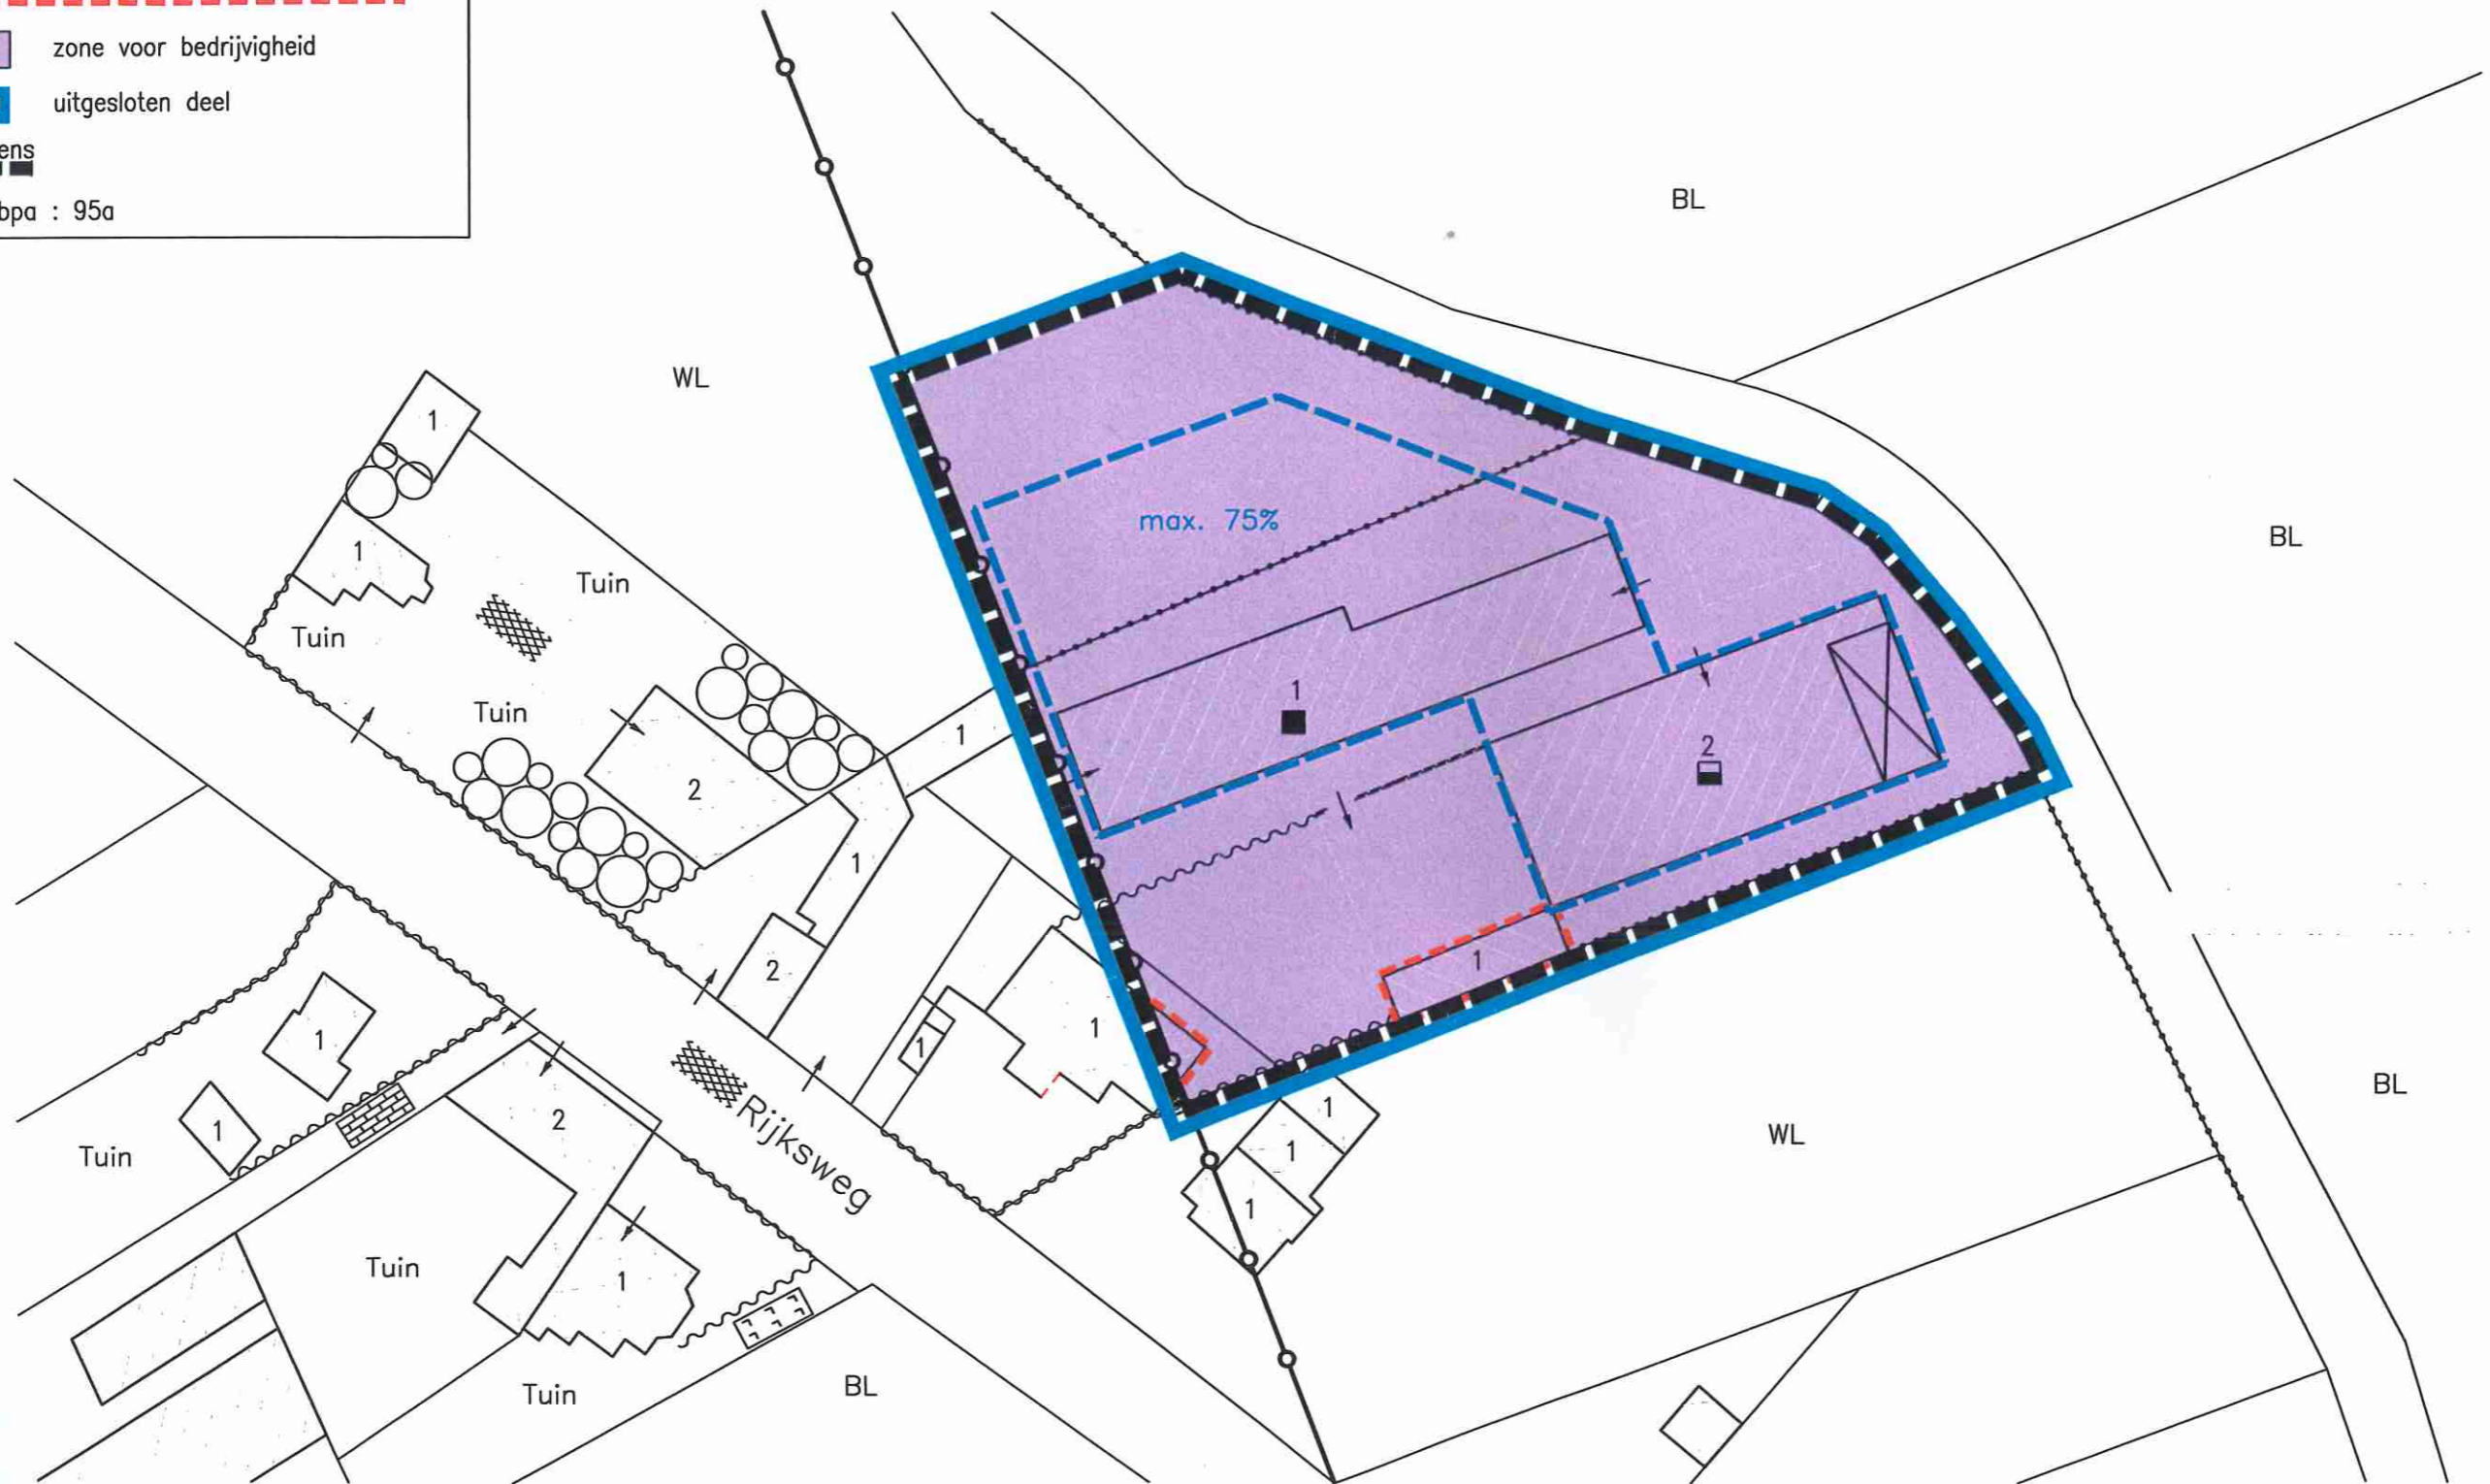 zone voor bedrijvigheid
uitgesloten deel
ens
bpa : 95a
BL
WL
1
BL
max. 75%
1
Tuin
Tuin
1
Tuin
1
2
2
1
2
1
1
1
1
1
1
2
Tuin
Rijksweg
1
1
1
WL
BL
Tuin
1
Tuin
BL